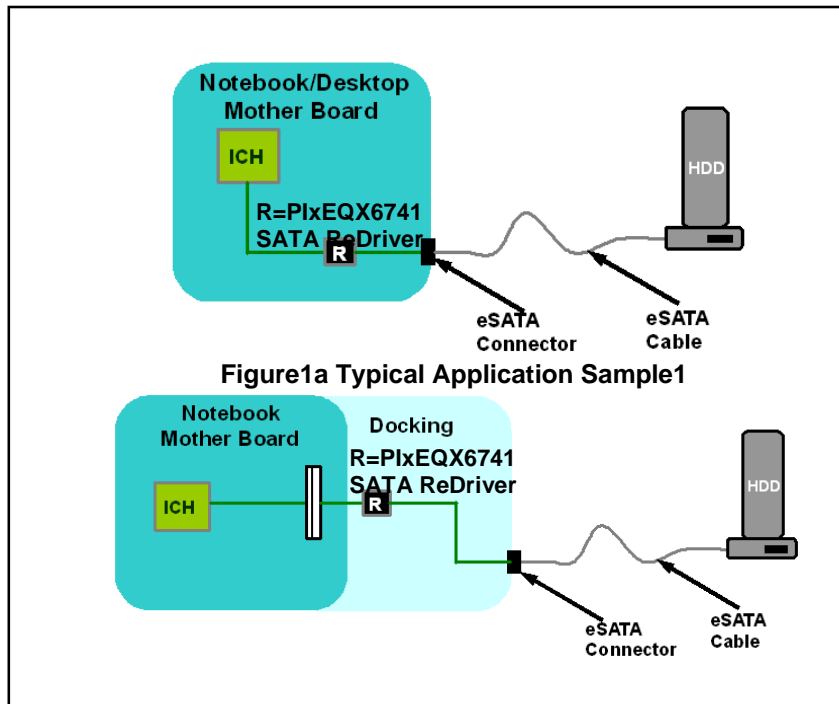 Notebook/Desktop
Mother Board
ICH
R=PIxEQX6741
SATA ReDriver
R
HDD
eSATA
Connector
eSATA
Cable
Figure1a Typical Application Sample1
Notebook
Mother Board
Docking
R=PIxEQX6741
SATA ReDriver
ICH
R
HDD
eSATA
Connector
eSATA
Cable